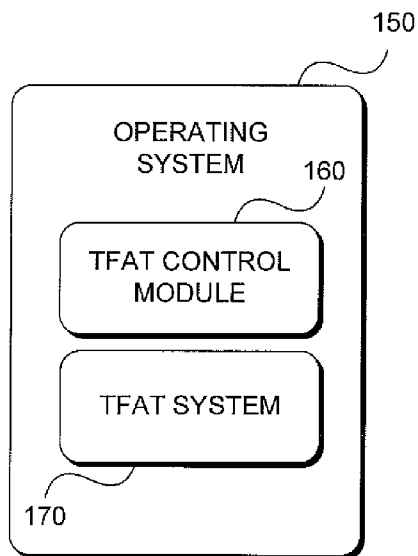 150
OPERATING
SYSTEM
160
TFAT CONTROL
MODULE
TFAT SYSTEM
170